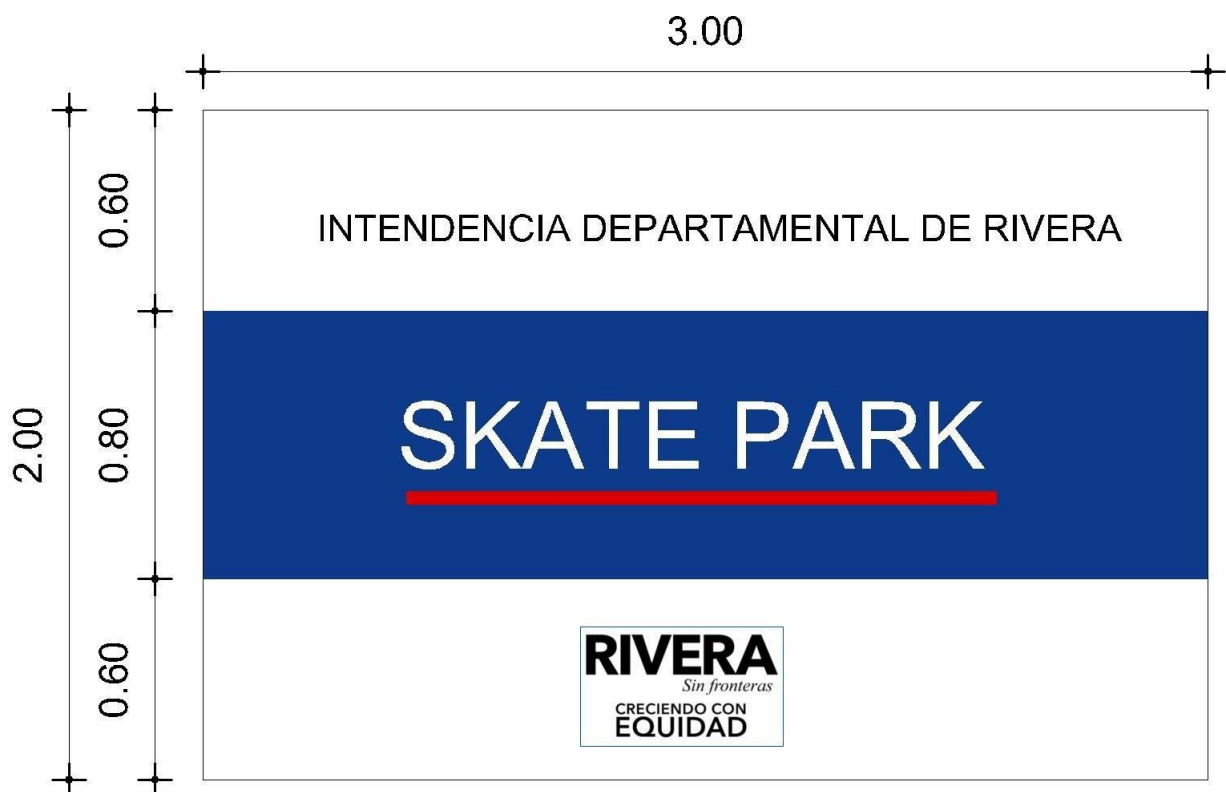 3.00
2.00
0.60
INTENDENCIA DEPARTAMENTAL DE RIVERA
0.80
SKATE PARK
0.60
RIVERA
Sin fronteras
CRECIENDO CON
EQUIDAD